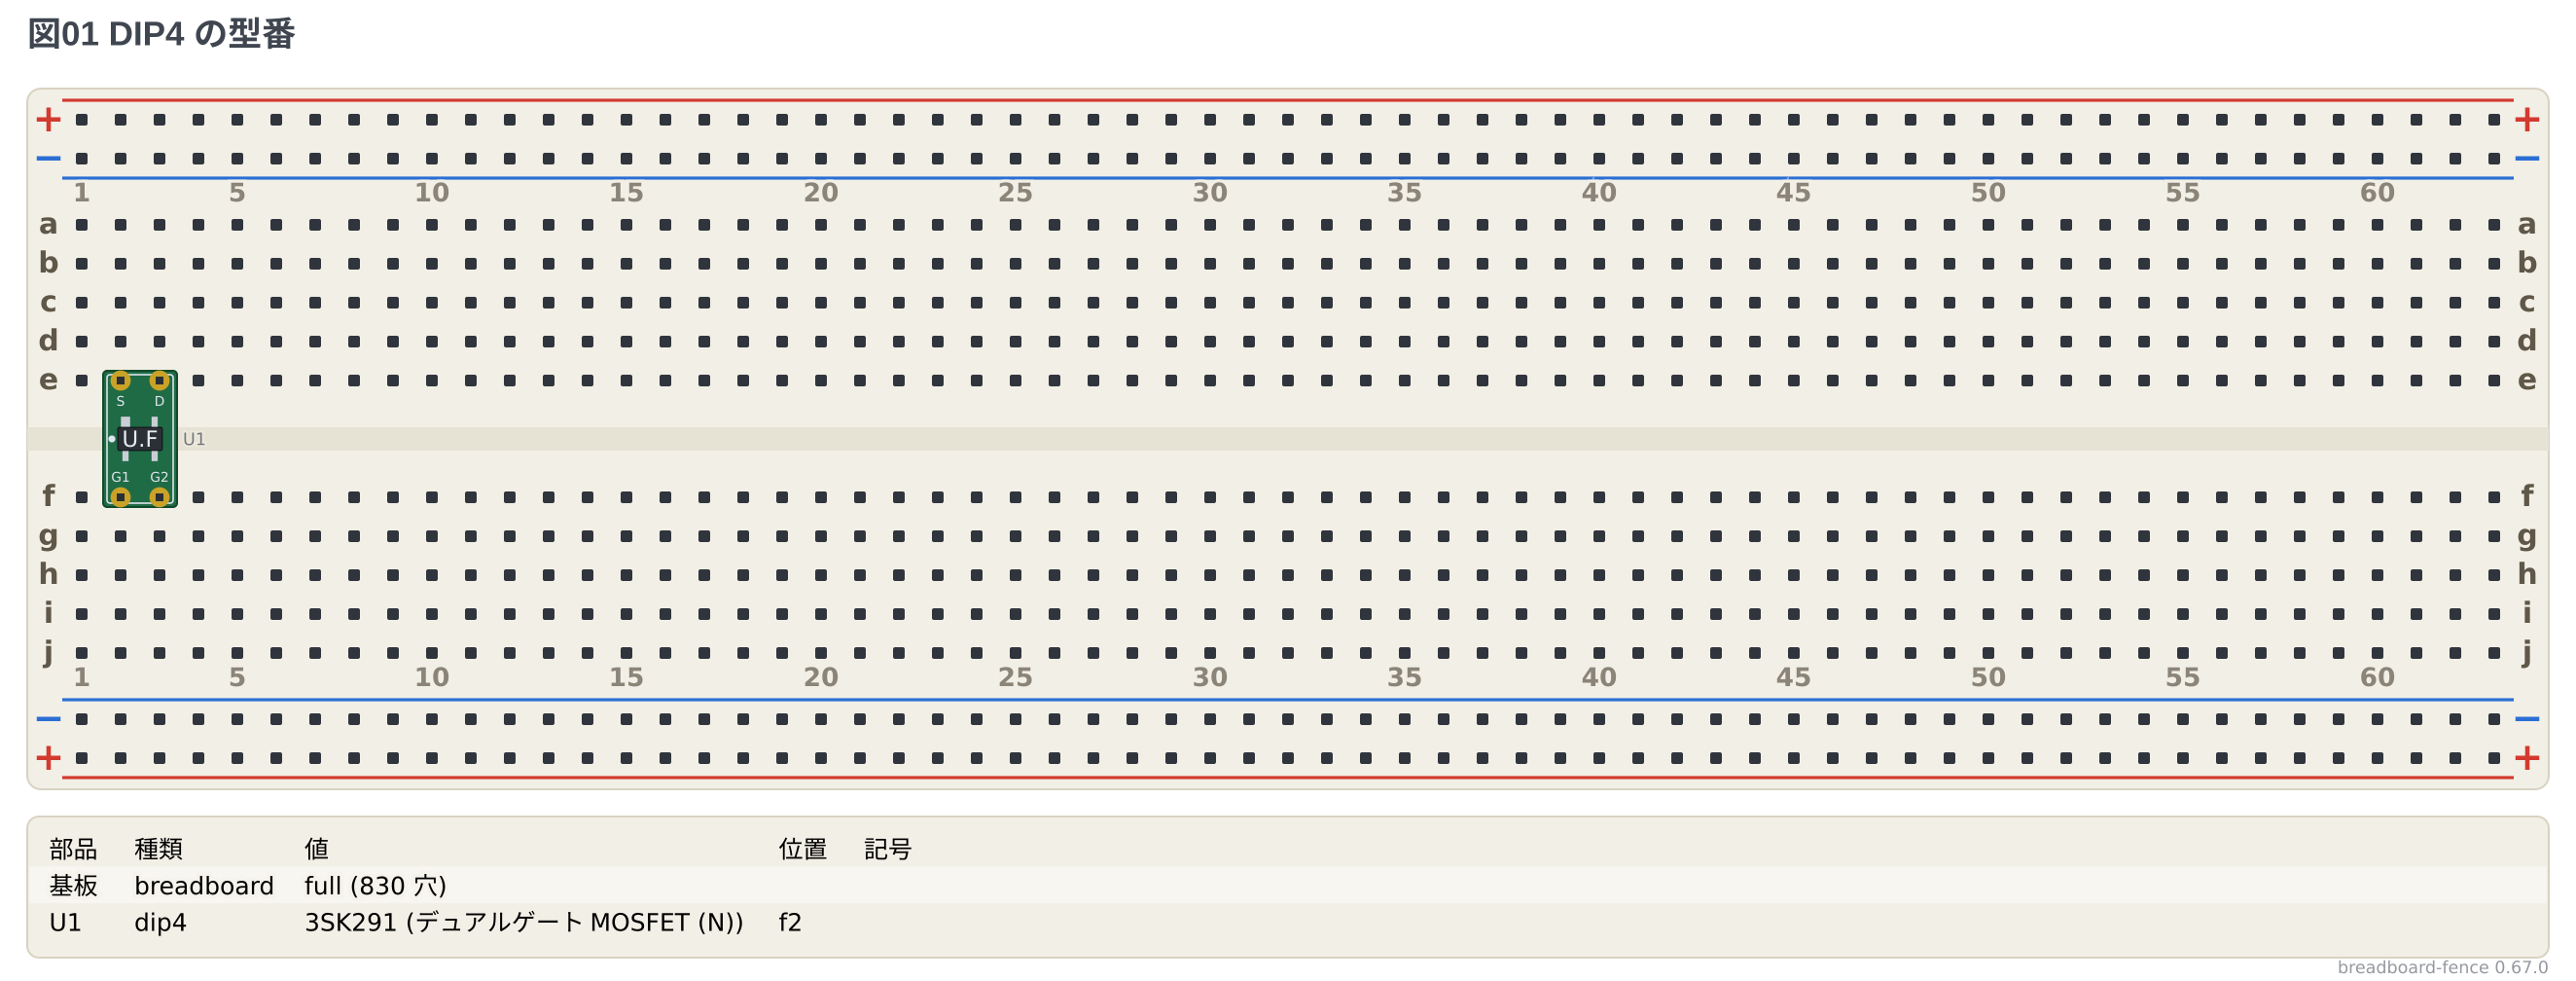 図01 DIP4 の型番
+ +
− −
1 5 10 15 20 25 30 35 40 45 50 55 60
a a
b b
c c
d d
e e
S D
U.F U1
G1 G2
f f
g g
h h
i i
j j
1 5 10 15 20 25 30 35 40 45 50 55 60
− −
+ +
部品 種類 値 位置 記号
基板 breadboard full (830 穴)
U1 dip4 3SK291 (デュアルゲート MOSFET (N)) f2
breadboard-fence 0.67.0